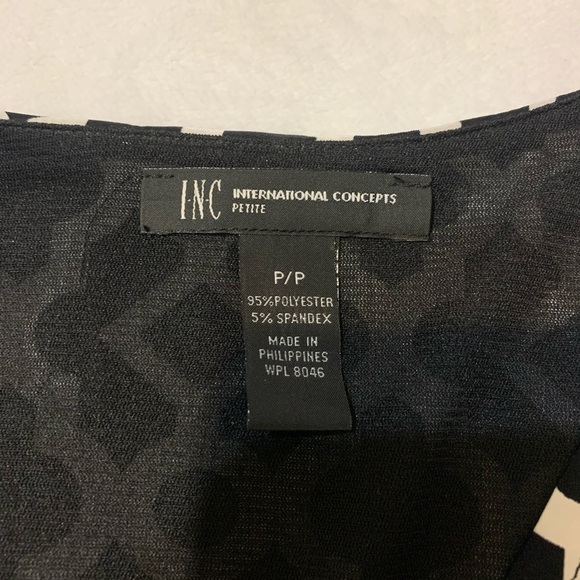 I·N·C INTERNATIONAL CONCEPTS
PETITE
P/P
95%POLYESTER
5% SPANDEX
MADE IN
PHILIPPINES
WPL 8046